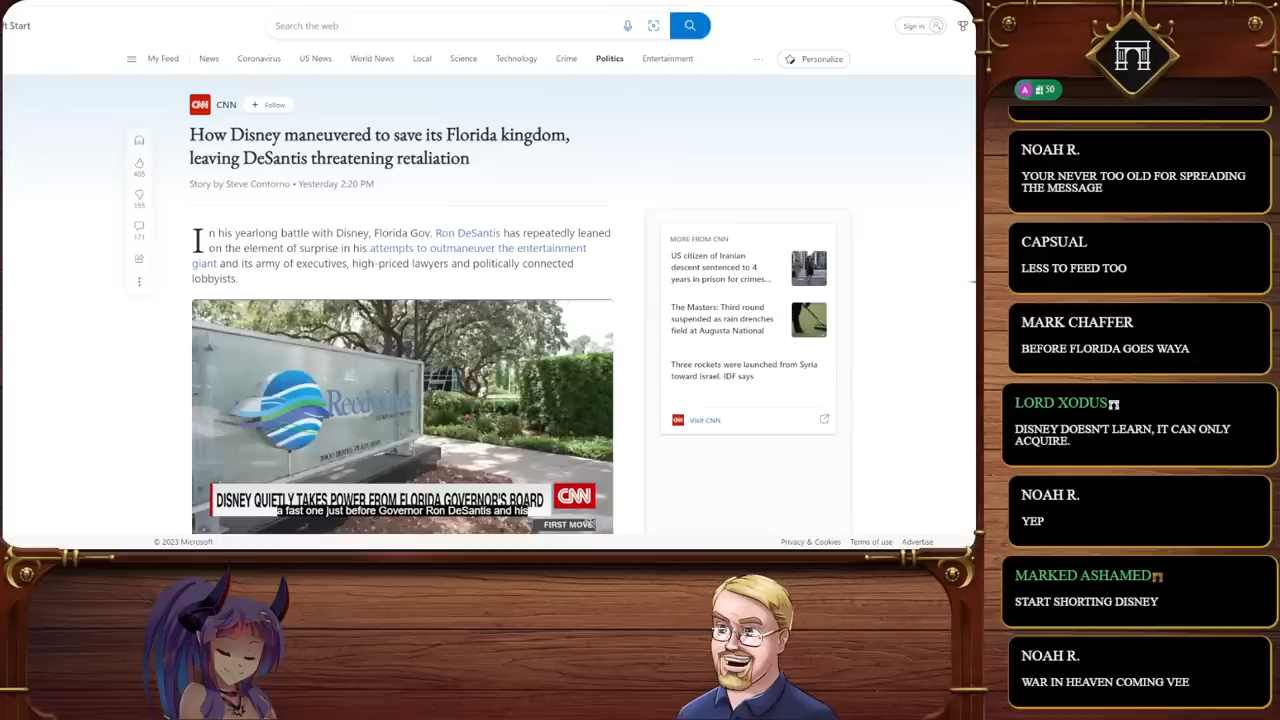 ft Start
Search the web
Sign in
My Feed
News
Coronavirus
US News
World News
Local
Science
Technology
Crime
Politics
Entertainment
...
Personalize
CNN
CNN
+ Follow
How Disney maneuvered to save its Florida kingdom,
leaving DeSantis threatening retaliation
Story by Steve Contorno • Yesterday 2:20 PM
405
155
171
In his yearlong battle with Disney, Florida Gov. Ron DeSantis has repeatedly leaned
on the element of surprise in his attempts to outmaneuver the entertainment
giant and its army of executives, high-priced lawyers and politically connected
lobbyists.
MORE FROM CNN
US citizen of Iranian
descent sentenced to 4
years in prison for crimes...
The Masters: Third round
suspended as rain drenches
field at Augusta National
Three rockets were launched from Syria
toward Israel, IDF says
CNN
Visit CNN
DISNEY QUIETLY TAKES POWER FROM FLORIDA GOVERNOR'S BOARD
CNN
a fast one just before Governor Ron DeSantis and his
FIRST MOVE
© 2023 Microsoft
Privacy & Cookies
Terms of use
Advertise
A
50
NOAH R.
YOUR NEVER TOO OLD FOR SPREADING
THE MESSAGE
CAPSUAL
LESS TO FEED TOO
MARK CHAFFER
BEFORE FLORIDA GOES WAYA
LORD XODUS
DISNEY DOESN'T LEARN, IT CAN ONLY
ACQUIRE.
NOAH R.
YEP
MARKED ASHAMED
START SHORTING DISNEY
NOAH R.
WAR IN HEAVEN COMING VEE